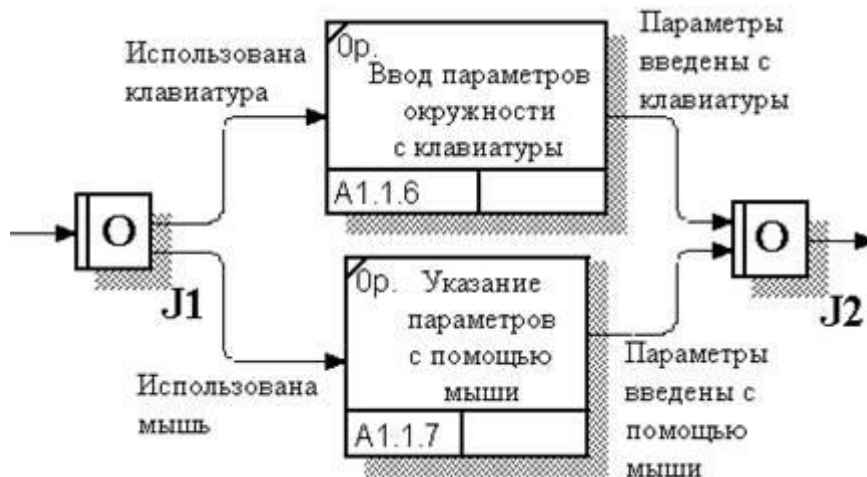 Использована
клавиатура
0р.
Ввод параметров
окружности
с клавиатуры
A1.1.6
Параметры
введены с
клавиатуры
O
J1
O
J2
0р.
Указание
параметров
с помощью
мыши
A1.1.7
Использована
мышь
Параметры
введены с
помощью
мыши